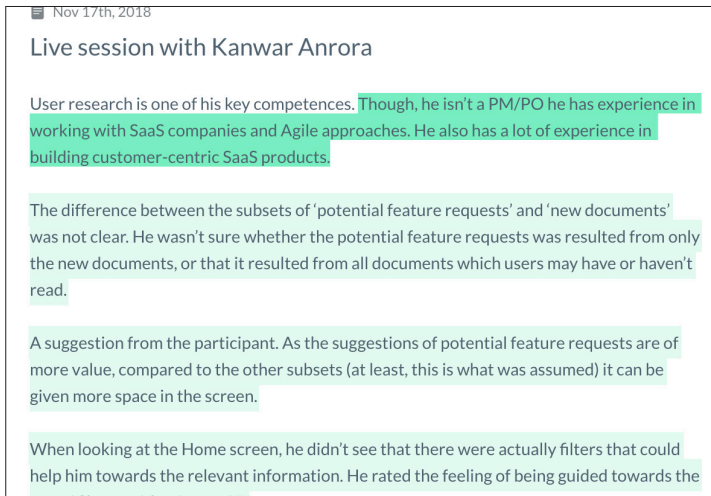 Nov 17th, 2018
Live session with Kanwar Anrora
User research is one of his key competences. Though, he isn't a PM/PO he has experience in
working with SaaS companies and Agile approaches. He also has a lot of experience in
building customer-centric SaaS products.
The difference between the subsets of ‘potential feature requests’ and ‘new documents’
was not clear. He wasn't sure whether the potential feature requests was resulted from only
the new documents, or that it resulted from all documents which users may have or haven't
read.
A suggestion from the participant. As the suggestions of potential feature requests are of
more value, compared to the other subsets (at least, this is what was assumed) it can be
given more space in the screen.
When looking at the Home screen, he didn't see that there were actually filters that could
help him towards the relevant information. He rated the feeling of being guided towards the